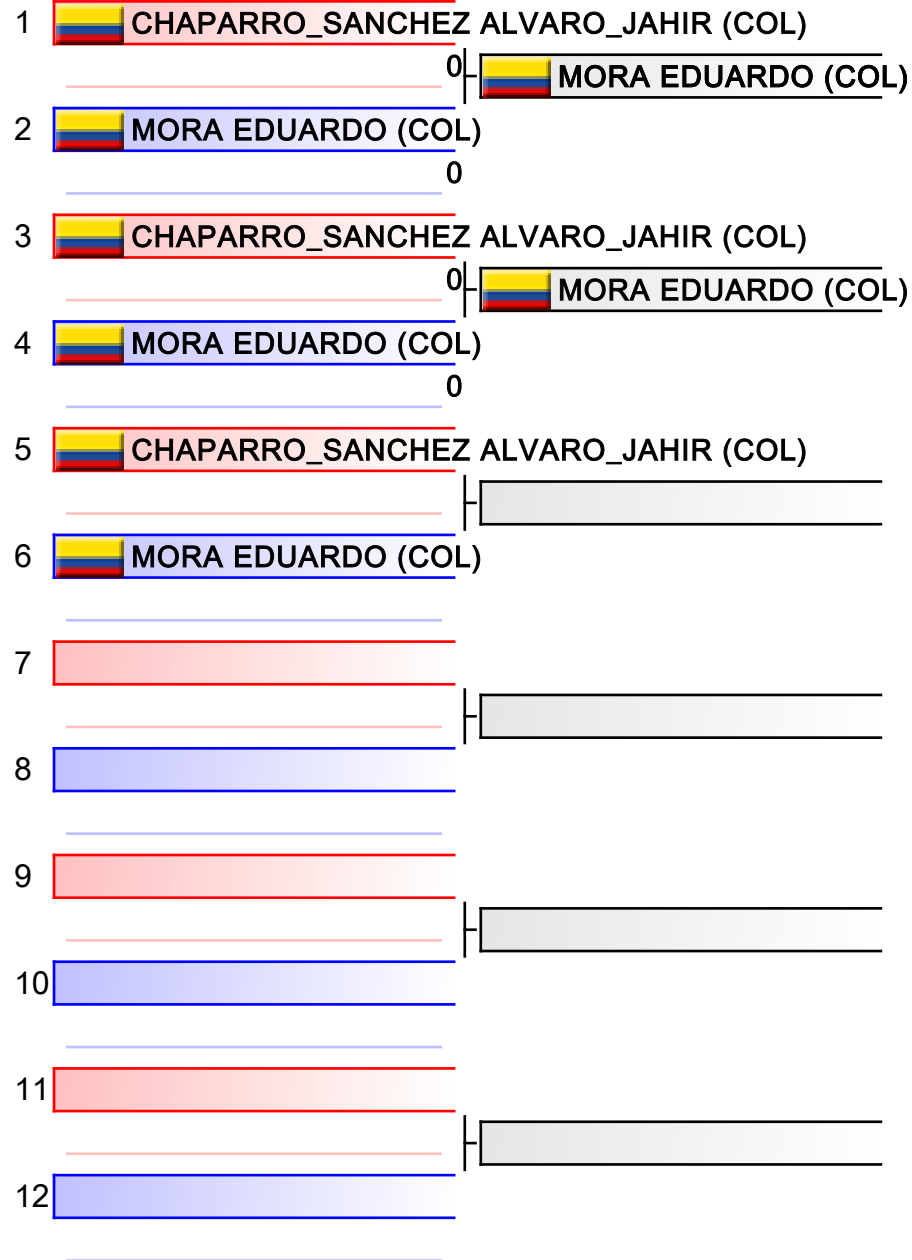 1 CHAPARRO_SANCHEZ ALVARO_JAHIR (COL)
0 MORA EDUARDO (COL)
2 MORA EDUARDO (COL)
0
3 CHAPARRO_SANCHEZ ALVARO_JAHIR (COL)
0 MORA EDUARDO (COL)
4 MORA EDUARDO (COL)
0
5 CHAPARRO_SANCHEZ ALVARO_JAHIR (COL)
6 MORA EDUARDO (COL)
7
8
9
10
11
12